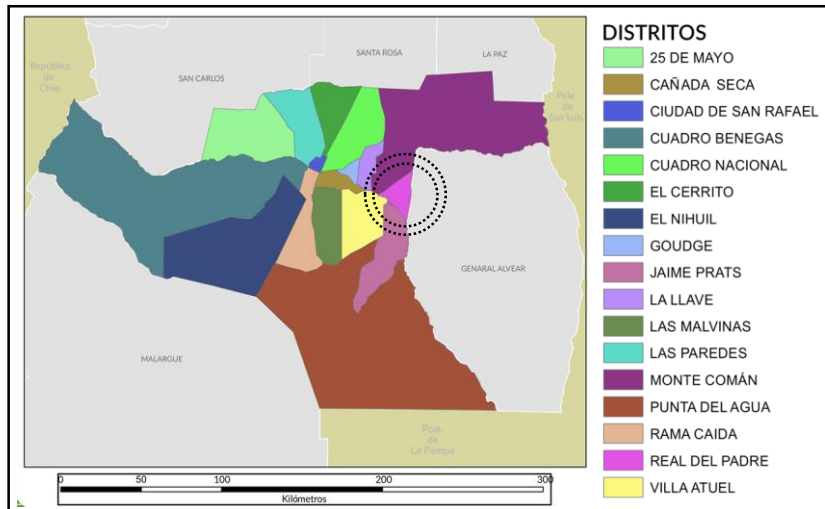 República
de
Chile
SAN CARLOS
SANTA ROSA
LA PAZ
Pcia.
de
San Luis
GENARAL ALVEAR
MALARGUE
Pcia.
de
La Pampa
0 50 100 200 300
Kilómetros
DISTRITOS
25 DE MAYO
CAÑADA SECA
CIUDAD DE SAN RAFAEL
CUADRO BENEGAS
CUADRO NACIONAL
EL CERRITO
EL NIHUIL
GOUDGE
JAIME PRATS
LA LLAVE
LAS MALVINAS
LAS PAREDES
MONTE COMÁN
PUNTA DEL AGUA
RAMA CAIDA
REAL DEL PADRE
VILLA ATUEL